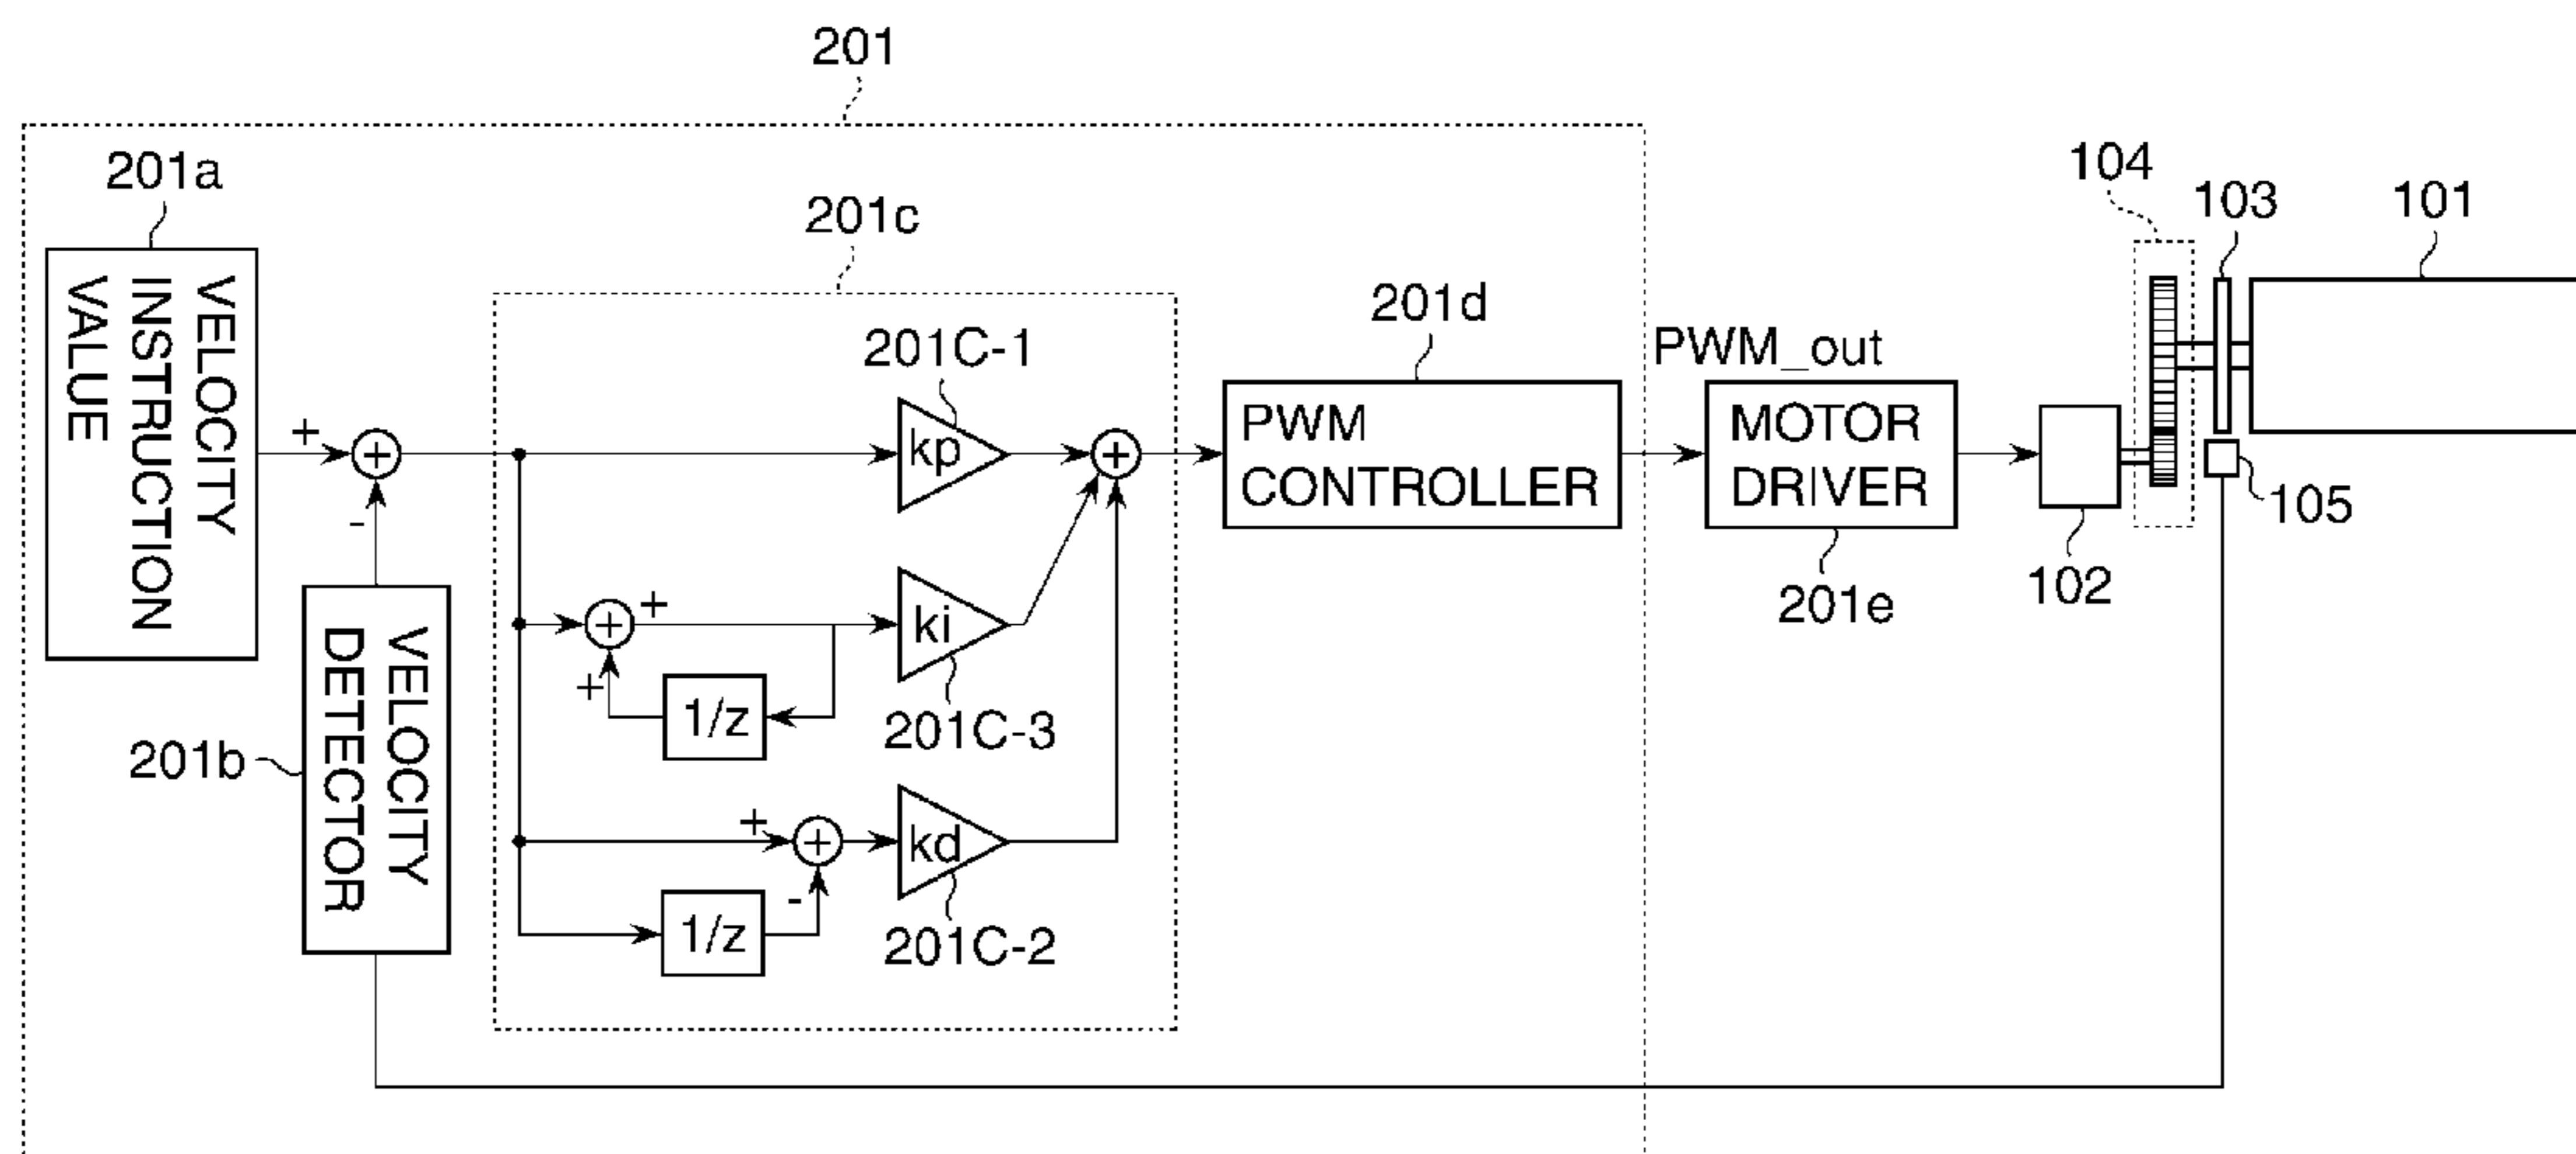 201
201a
201c
104
103
101
VELOCITY
INSTRUCTION
VALUE
201d
201C-1
PWM_out
+
+
kp
+
PWM
CONTROLLER
MOTOR
DRIVER
105
-
102
201e
+
+
ki
+
1/z
201C-3
VELOCITY
DETECTOR
201b
+
+
kd
-
1/z
201C-2